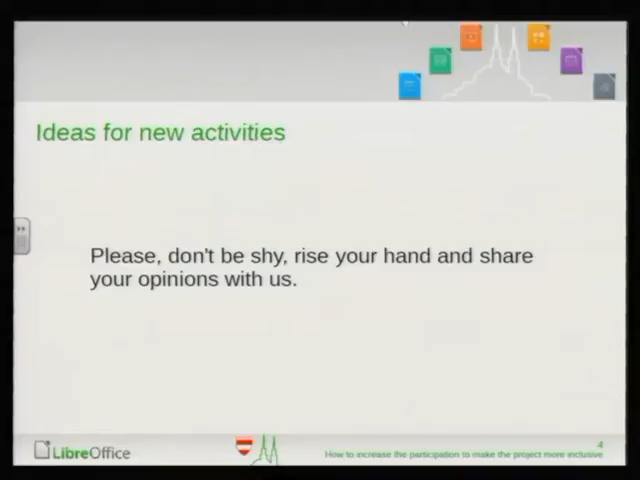 Ideas for new activities
Please, don't be shy, rise your hand and share
your opinions with us.
LibreOffice
4
How to increase the participation to make the project more inclusive